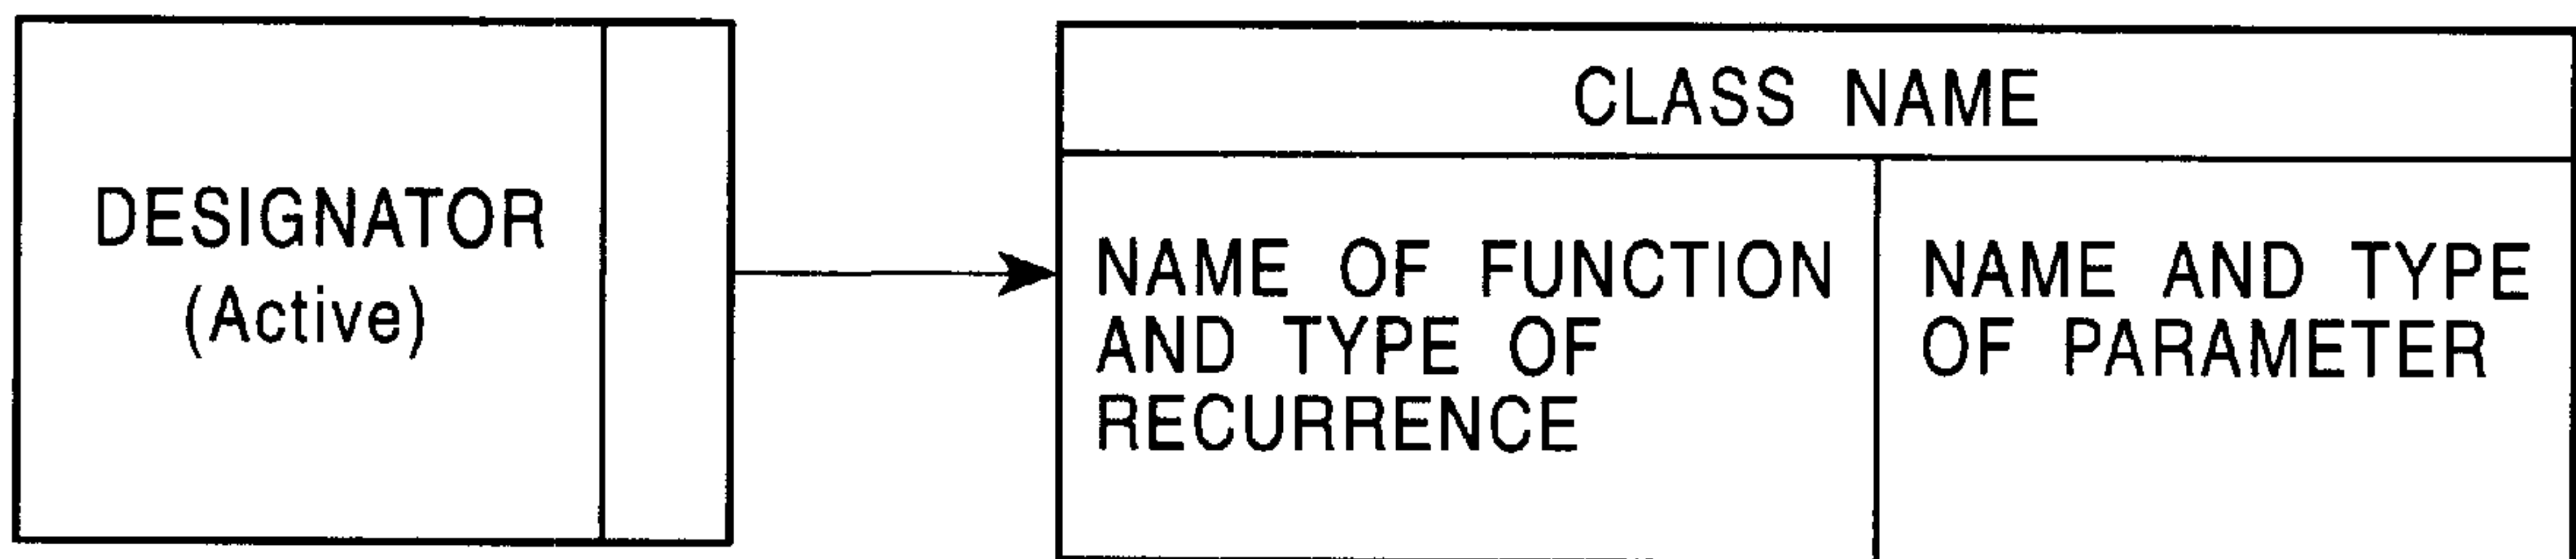 DESIGNATOR
(Active)
CLASS NAME
NAME OF FUNCTION
AND TYPE OF
RECURRENCE
NAME AND TYPE
OF PARAMETER